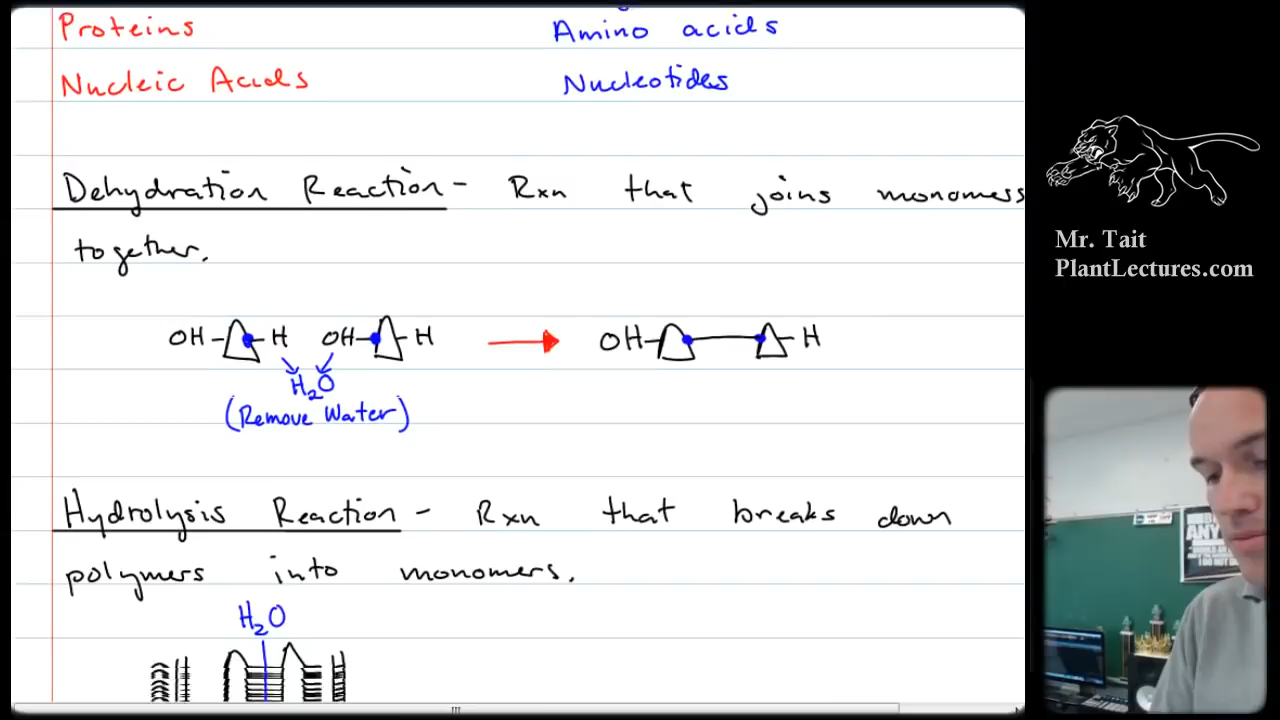 Proteins Amino acids
Nucleic Acids Nucleotides
Dehydration Reaction - Rxn that joins monomers
together.
OH H OH H OH H
H2O
(Remove Water)
Hydrolysis Reaction - Rxn that breaks down
polymers into monomers.
H2O
Mr. Tait
PlantLectures.com